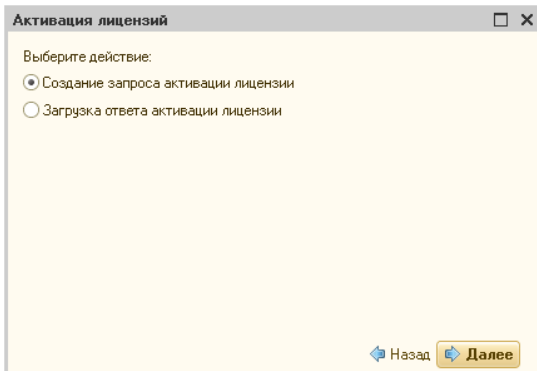 Активация лицензий
Выберите действие:
Создание запроса активации лицензии
Загрузка ответа активации лицензии
Назад Далее